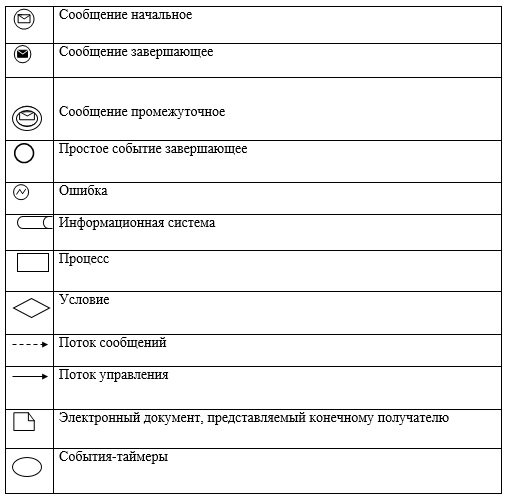 Сообщение начальное
Сообщение завершающее
Сообщение промежуточное
Простое событие завершающее
Ошибка
Информационная система
Процесс
Условие
Поток сообщений
Поток управления
Электронный документ, представляемый конечному получателю
События-таймеры